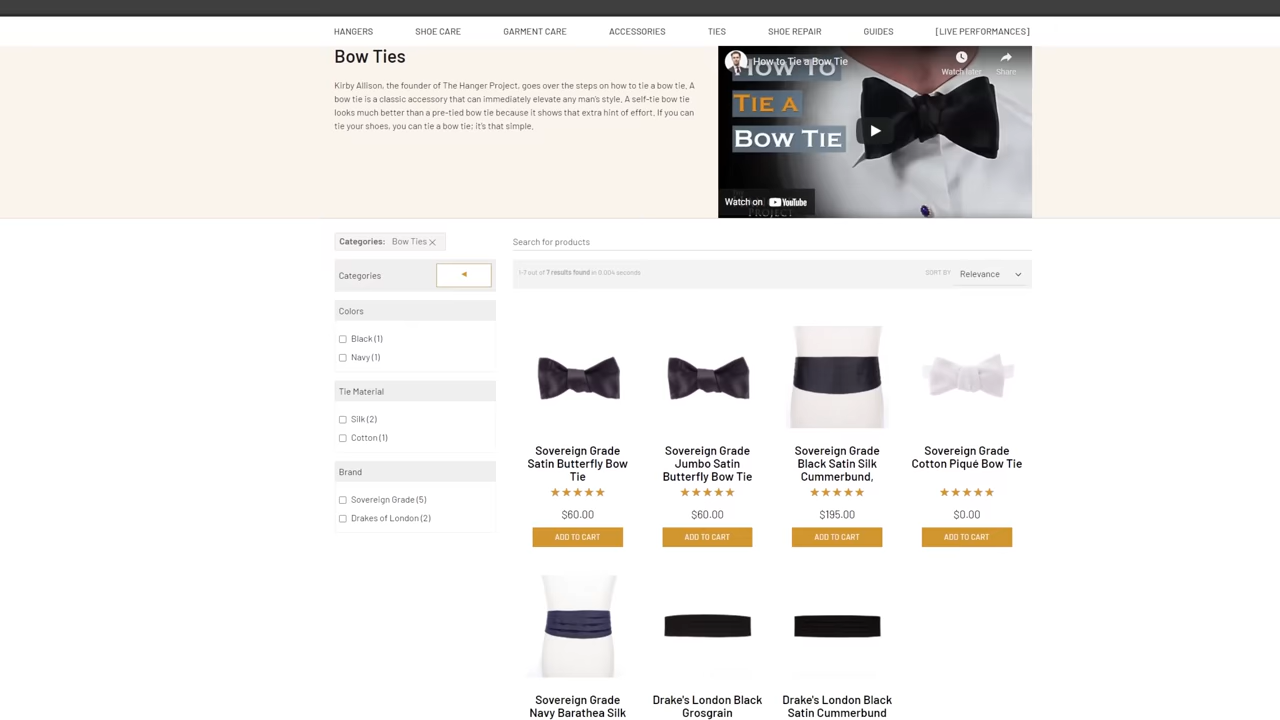 HANGERS
SHOE CARE
GARMENT CARE
ACCESSORIES
TIES
SHOE REPAIR
GUIDES
[LIVE PERFORMANCES]
Bow Ties
Kirby Allison, the founder of The Hanger Project, goes over the steps on how to tie a bow tie. A
bow tie is a classic accessory that can immediately elevate any man's style. A self-tie bow tie
looks much better than a pre-tied bow tie because it shows that extra hint of effort. If you can
tie your shoes, you can tie a bow tie; it's that simple.
How to Tie a Bow Tie
Watch later
Share
HOW TO
TIE A
BOW TIE
Watch on YouTube
THE
PROJECT
Categories: Bow Ties
Search for products
Categories
1-7 out of 7 results found in 0.004 seconds
SORT BY
Relevance
Colors
Black (1)
Navy (1)
Tie Material
Silk (2)
Cotton (1)
Brand
Sovereign Grade (5)
Drakes of London (2)
Sovereign Grade
Satin Butterfly Bow
Tie
$60.00
ADD TO CART
Sovereign Grade
Jumbo Satin
Butterfly Bow Tie
$60.00
ADD TO CART
Sovereign Grade
Black Satin Silk
Cummerbund,
$195.00
ADD TO CART
Sovereign Grade
Cotton Piqué Bow Tie
$0.00
ADD TO CART
Sovereign Grade
Navy Barathea Silk
Drake's London Black
Grosgrain
Drake's London Black
Satin Cummerbund